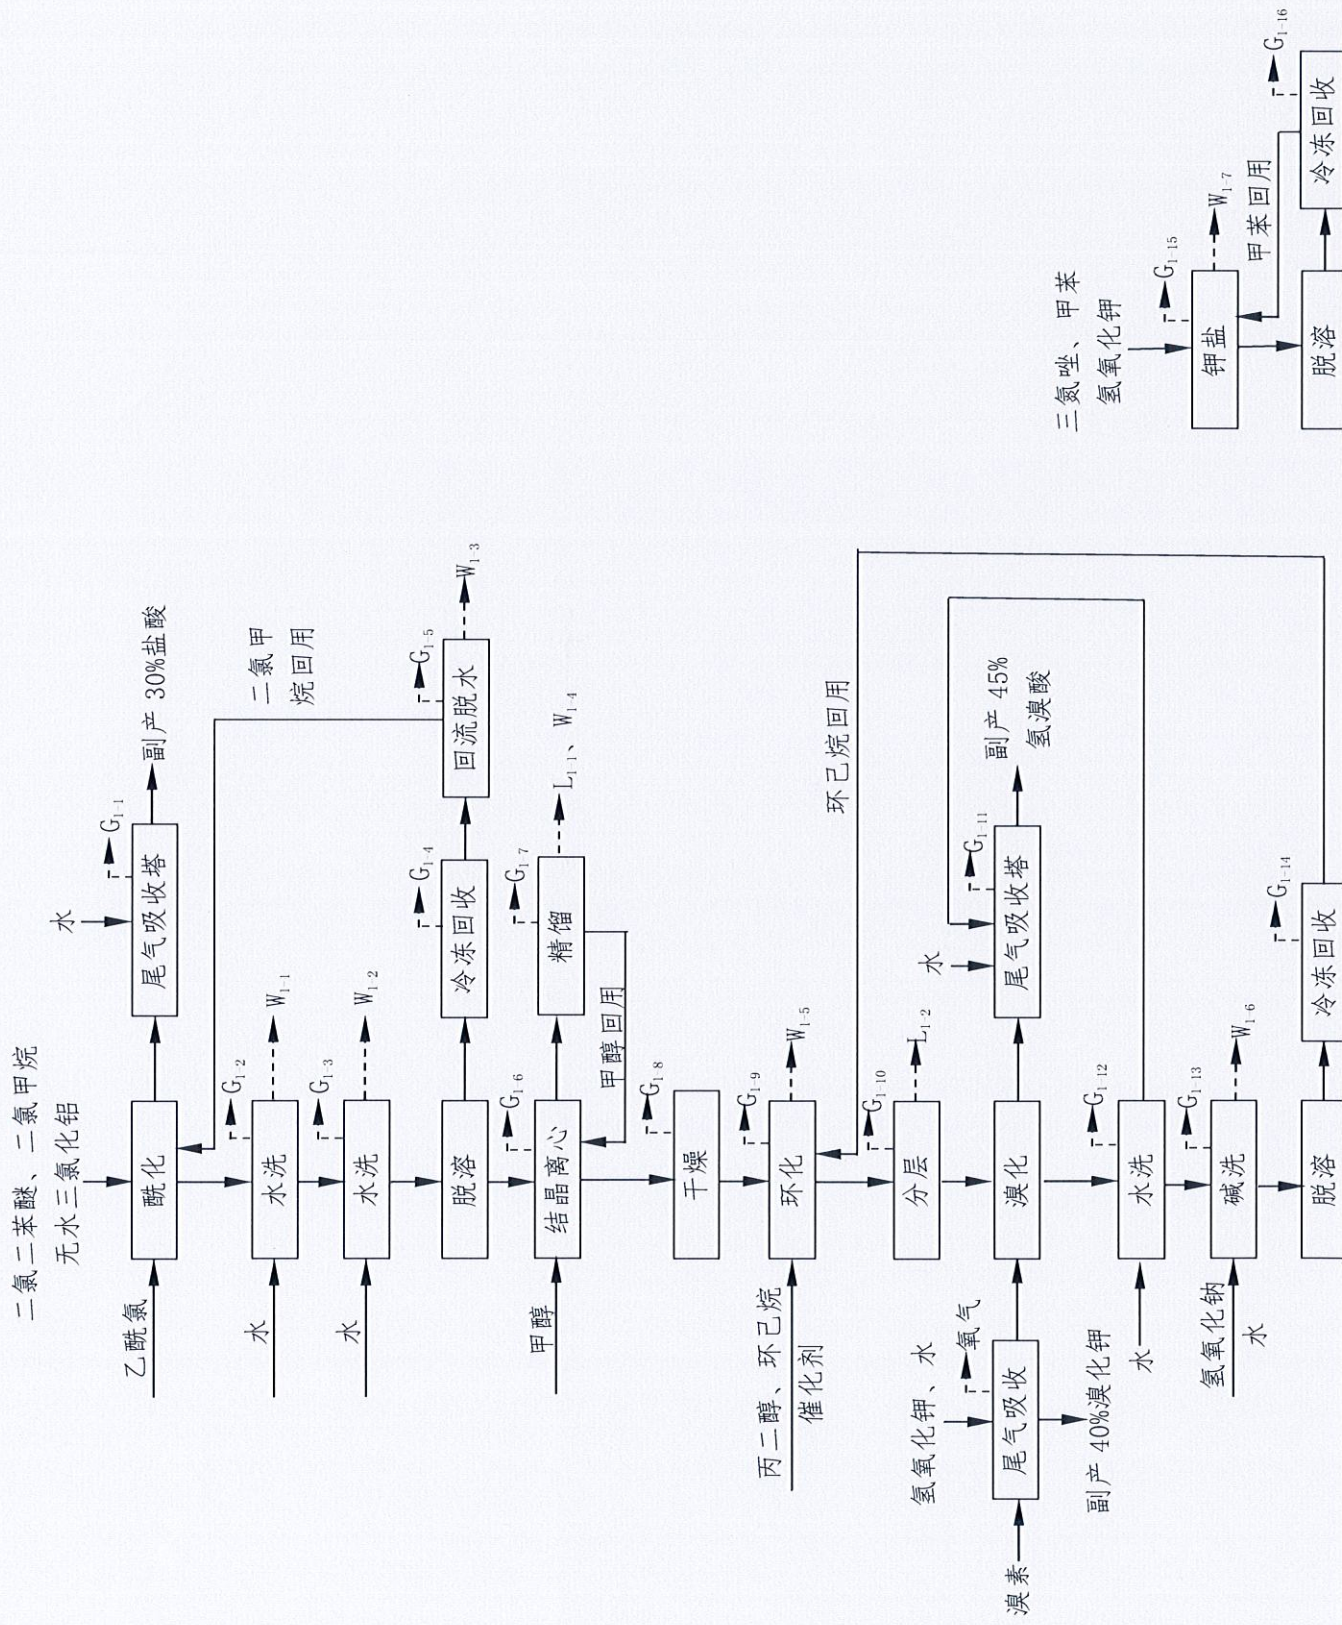 二氯二苯醚、二氯甲烷
无水三氯化铝
水
G1-1
乙酰氯
酰化
尾气吸收塔
副产 30%盐酸
二氯甲
烷回用
G1-2
水
水洗
W1-1
G1-3
水
水洗
W1-2
G1-4
G1-5
脱溶
冷冻回收
回流脱水
W1-3
G1-6
G1-7
甲醇
结晶离心
精馏
L1-1、W1-4
甲醇回用
G1-8
干燥
G1-9
丙二醇、环己烷
催化剂
环化
W1-5
环己烷回用
G1-10
分层
L1-2
氢氧化钾、水
氧气
水
G1-11
溴素
尾气吸收
溴化
尾气吸收塔
副产 45%
氢溴酸
副产 40%溴化钾
G1-12
水
水洗
G1-13
氢氧化钠
水
碱洗
W1-6
G1-14
脱溶
冷冻回收
三氮唑、甲苯
氢氧化钾
G1-15
钾盐
W1-7
甲苯回用
G1-16
脱溶
冷冻回收